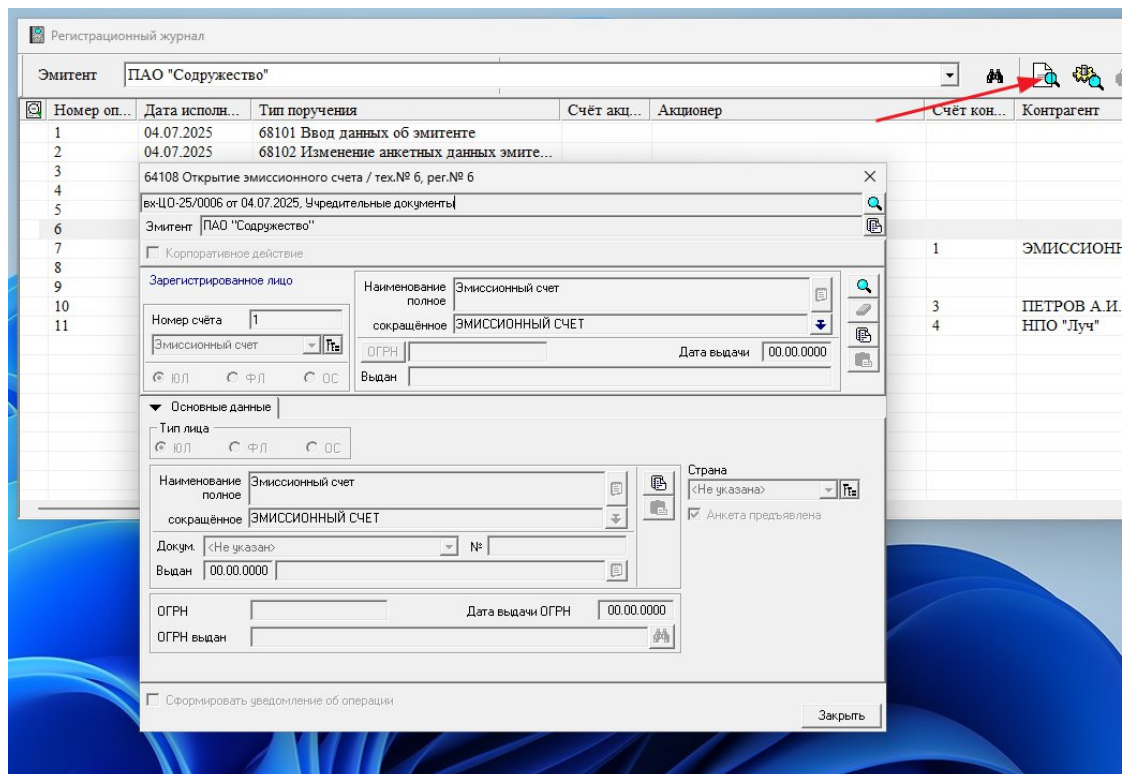 Регистрационный журнал
Эмитент ПАО "Содружество"
Номер оп... Дата исполн... Тип поручения Счёт акц... Акционер Счёт кон... Контрагент
1 04.07.2025 68101 Ввод данных об эмитенте
2 04.07.2025 68102 Изменение анкетных данных эмите...
3
4
5
6
7 1 ЭМИССИОНН
8
9
10 3 ПЕТРОВ А.И.
11 4 НПО "Луч"
64108 Открытие эмиссионного счета / тех.№ 6, рег.№ 6
вх-ЦО-25/0006 от 04.07.2025, Учредительные документы
Эмитент ПАО "Содружество"
Корпоративное действие
Зарегистрированное лицо
Наименование полное Эмиссионный счет
Номер счёта 1
сокращённое ЭМИССИОННЫЙ СЧЕТ
Эмиссионный счет
ОГРН Дата выдачи 00.00.0000
ЮЛ ФЛ ОС
Выдан
Основные данные
Тип лица
ЮЛ ФЛ ОС
Наименование полное Эмиссионный счет
сокращённое ЭМИССИОННЫЙ СЧЕТ
Страна
<Не указана>
Анкета предъявлена
Докум. <Не указан> №
Выдан 00.00.0000
ОГРН Дата выдачи ОГРН 00.00.0000
ОГРН выдан
Сформировать уведомление об операции
Закрыть